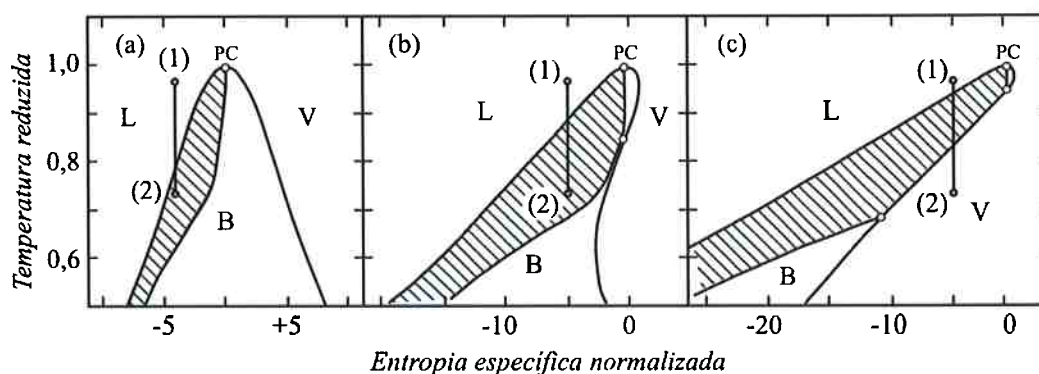 (a) PC (b) PC (c) PC
(1) (1) (1)
1,0
L V L V L
0,8
(2) (2) (2) V
B B B
0,6
-5 +5 -10 0 -20 -10 0
Temperatura reduzida
Entropia específica normalizada